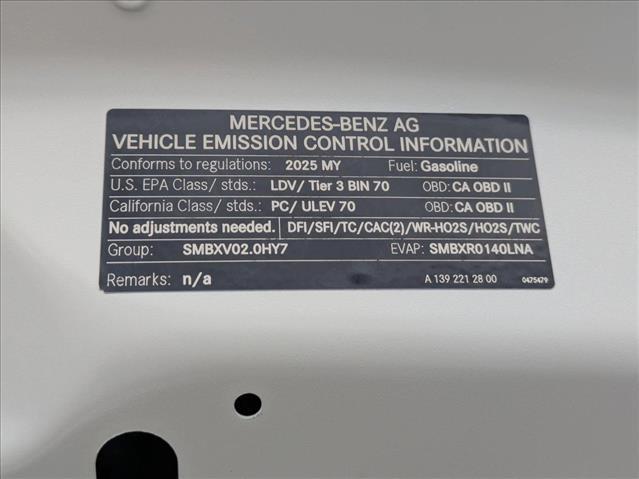 MERCEDES-BENZ AG
VEHICLE EMISSION CONTROL INFORMATION
Conforms to regulations: 2025 MY Fuel: Gasoline
U.S. EPA Class/ stds.: LDV/ Tier 3 BIN 70 OBD: CA OBD II
California Class/ stds.: PC/ ULEV 70 OBD: CA OBD II
No adjustments needed. DFI/SFI/TC/CAC(2)/WR-HO2S/HO2S/TWC
Group: SMBXV02.0HY7 EVAP: SMBXR0140LNA
Remarks: n/a A 139 221 28 00 0475479